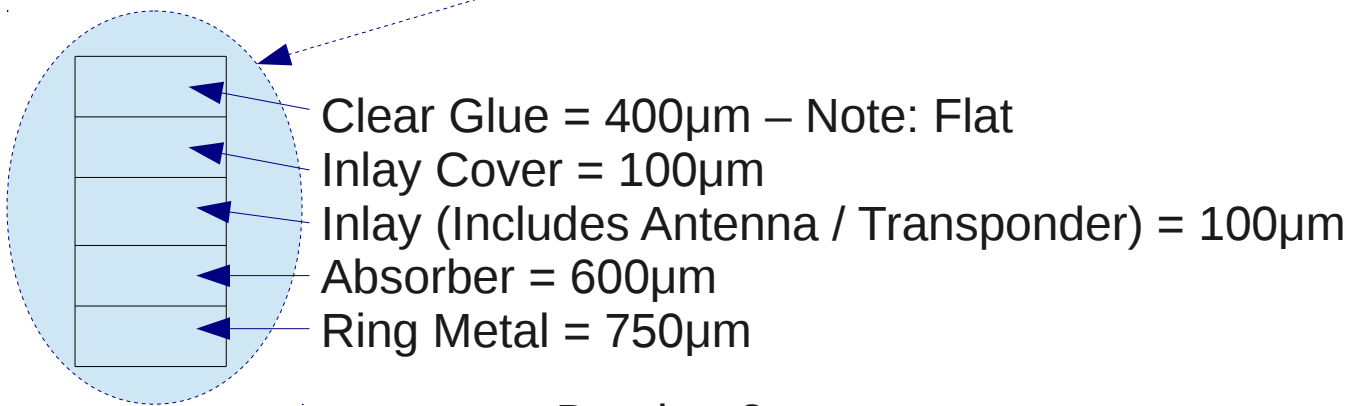 Clear Glue = 400μm – Note: Flat
Inlay Cover = 100μm
Inlay (Includes Antenna / Transponder) = 100μm
Absorber = 600μm
Ring Metal = 750μm